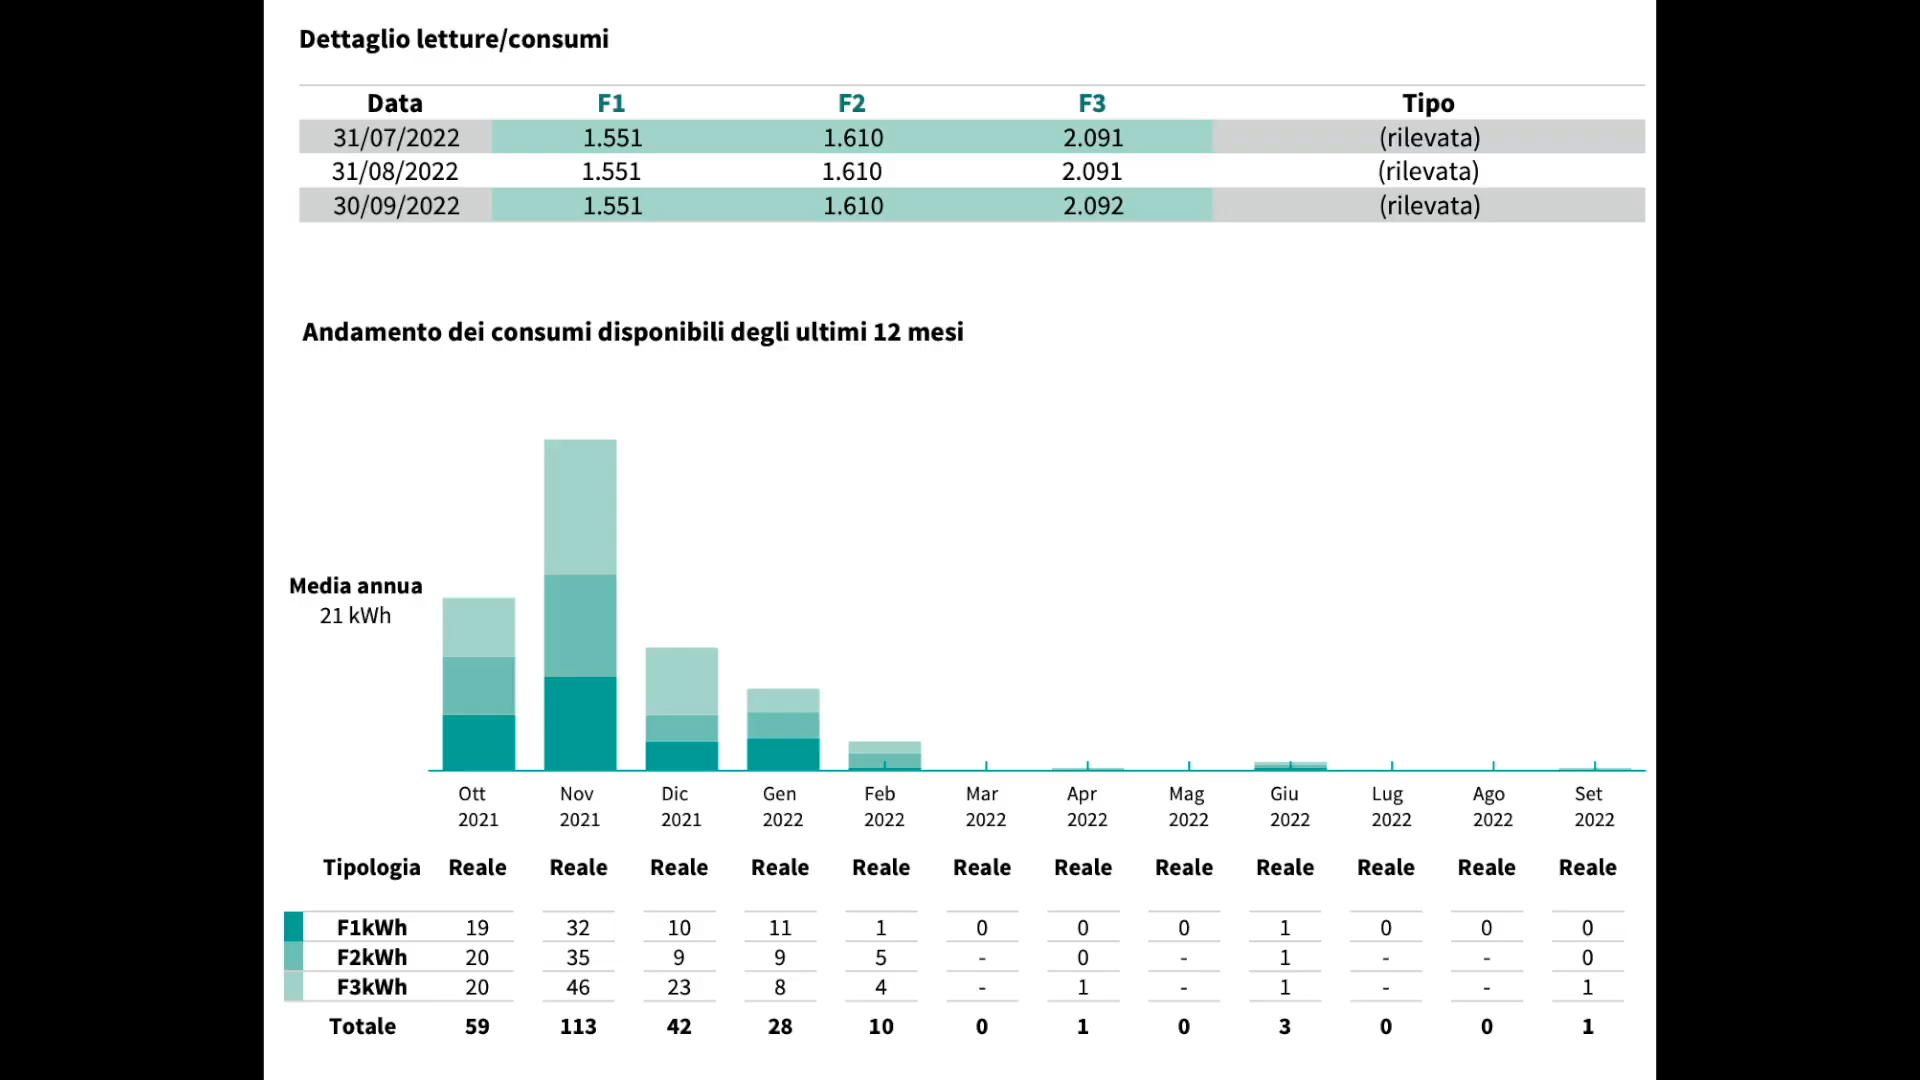 Dettaglio letture/consumi
Data F1 F2 F3 Tipo
31/07/2022 1.551 1.610 2.091 (rilevata)
31/08/2022 1.551 1.610 2.091 (rilevata)
30/09/2022 1.551 1.610 2.092 (rilevata)
Andamento dei consumi disponibili degli ultimi 12 mesi
Media annua
21 kWh
Ott Nov Dic Gen Feb Mar Apr Mag Giu Lug Ago Set
2021 2021 2021 2022 2022 2022 2022 2022 2022 2022 2022 2022
Tipologia Reale Reale Reale Reale Reale Reale Reale Reale Reale Reale Reale Reale
F1kWh 19 32 10 11 1 0 0 0 1 0 0 0
F2kWh 20 35 9 9 5 - 0 - 1 - - 0
F3kWh 20 46 23 8 4 - 1 - 1 - - 1
Totale 59 113 42 28 10 0 1 0 3 0 0 1